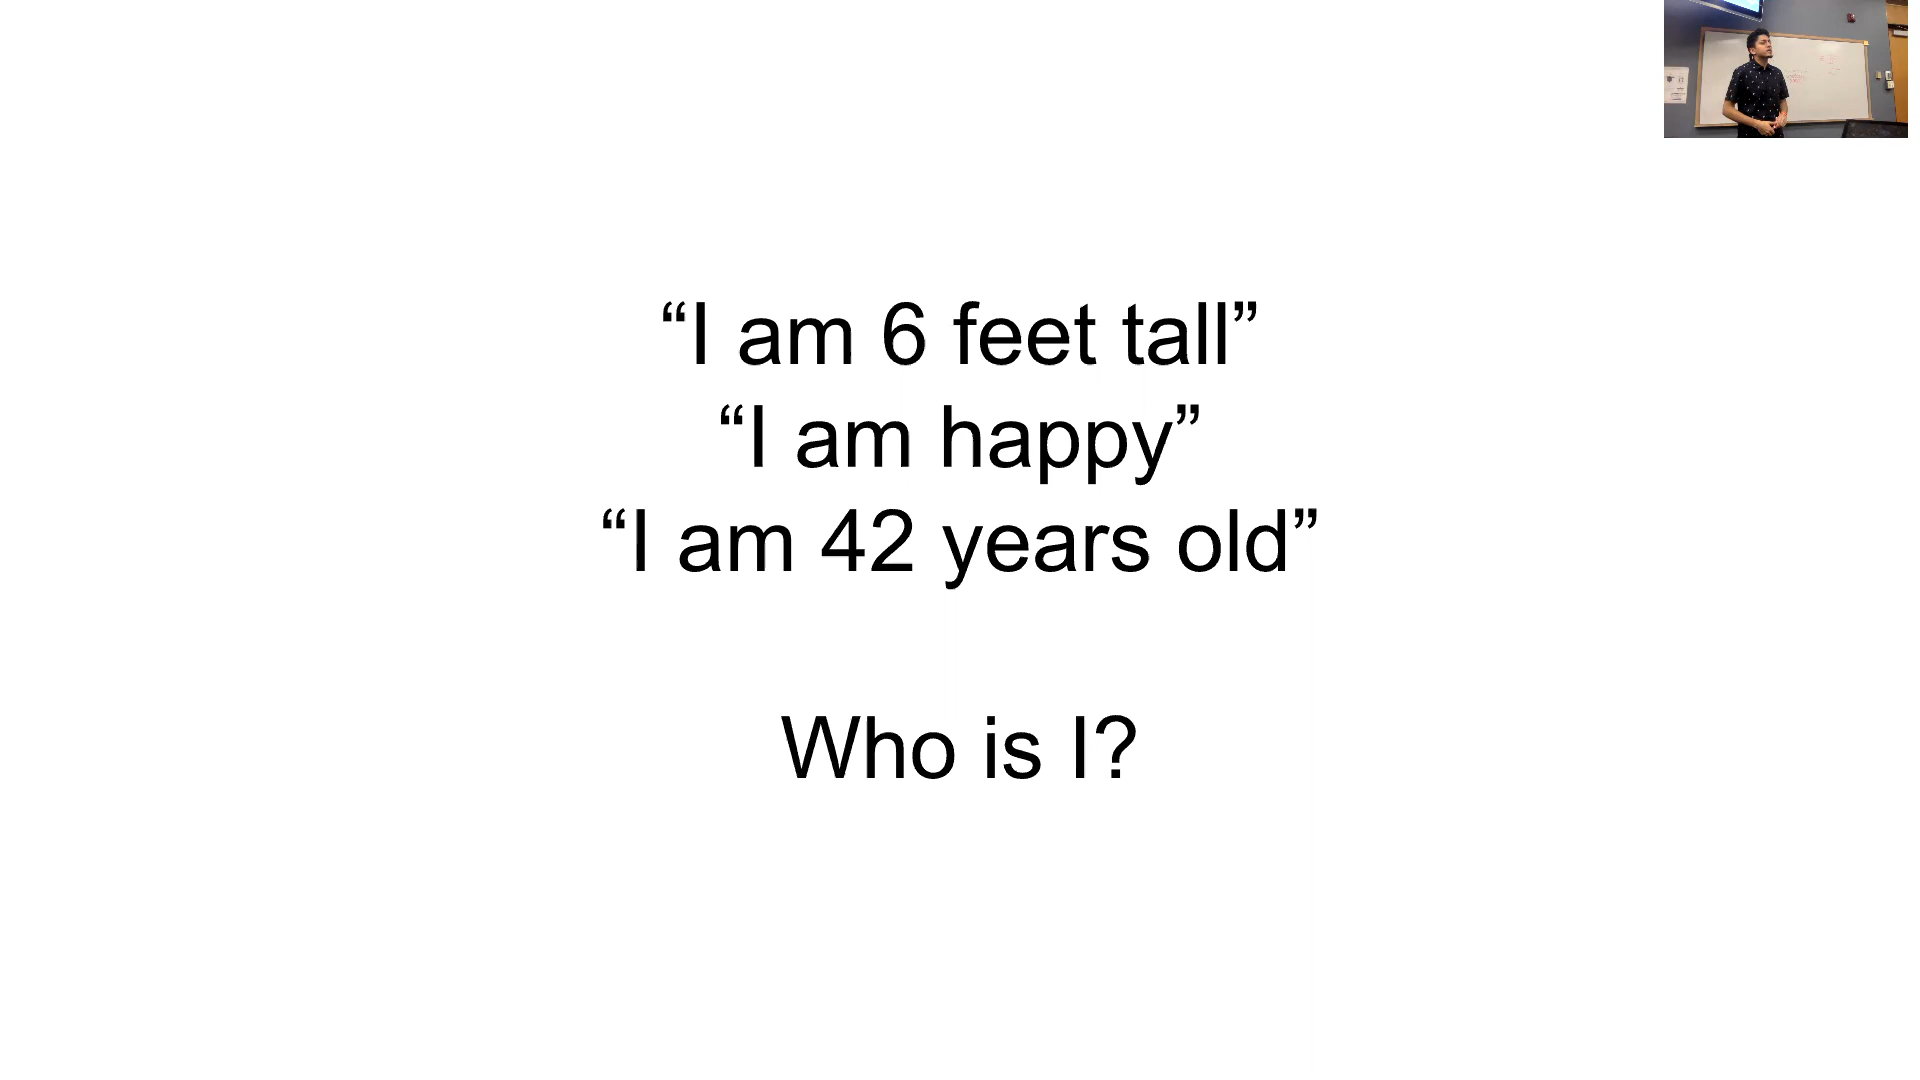 “I am 6 feet tall”
“I am happy”
“I am 42 years old”
Who is I?